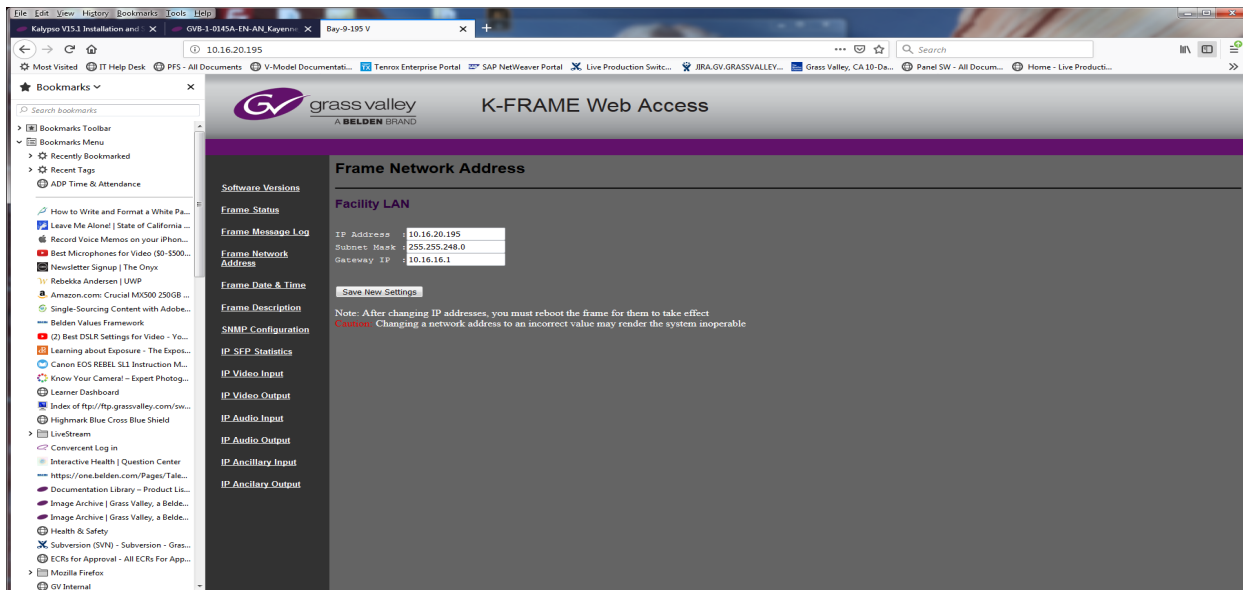 File Edit View History Bookmarks Tools Help
Kalypso V15.1 Installation and S
GVB-1-0145A-EN-AN_Kayenne
Bay-9-195 V
10.16.20.195
Search
Most Visited IT Help Desk PFS - All Documents V-Model Documentati... Tenrox Enterprise Portal SAP NetWeaver Portal Live Production Switc... JIRA.GV.GRASSVALLEY... Grass Valley, CA 10-Da... Panel SW - All Docum... Home - Live Producti...
Bookmarks
Search bookmarks
Bookmarks Toolbar
Bookmarks Menu
Recently Bookmarked
Recent Tags
ADP Time & Attendance
How to Write and Format a White Pa...
Leave Me Alone! | State of California ...
Record Voice Memos on your iPhon...
Best Microphones for Video ($0-$500...
Newsletter Signup | The Onyx
Rebekka Andersen | UWP
Amazon.com: Crucial MX500 250GB ...
Single-Sourcing Content with Adobe...
Belden Values Framework
(2) Best DSLR Settings for Video - Yo...
Learning about Exposure - The Expos...
Canon EOS REBEL SL1 Instruction M...
Know Your Camera! – Expert Photog...
Learner Dashboard
Index of ftp://ftp.grassvalley.com/sw...
Highmark Blue Cross Blue Shield
LiveStream
Convercent Log in
Interactive Health | Question Center
https://one.belden.com/Pages/Tale...
Documentation Library – Product Lis...
Image Archive | Grass Valley, a Belde...
Image Archive | Grass Valley, a Belde...
Health & Safety
Subversion (SVN) - Subversion - Gras...
ECRs for Approval - All ECRs For App...
Mozilla Firefox
GV Internal
GV grass valley
A BELDEN BRAND
K-FRAME Web Access
Software Versions
Frame Status
Frame Message Log
Frame Network
Address
Frame Date & Time
Frame Description
SNMP Configuration
IP SFP Statistics
IP Video Input
IP Video Output
IP Audio Input
IP Audio Output
IP Ancillary Input
IP Ancilary Output
Frame Network Address
Facility LAN
IP Address : 10.16.20.195
Subnet Mask : 255.255.248.0
Gateway IP : 10.16.16.1
Save New Settings
Note: After changing IP addresses, you must reboot the frame for them to take effect
Caution: Changing a network address to an incorrect value may render the system inoperable